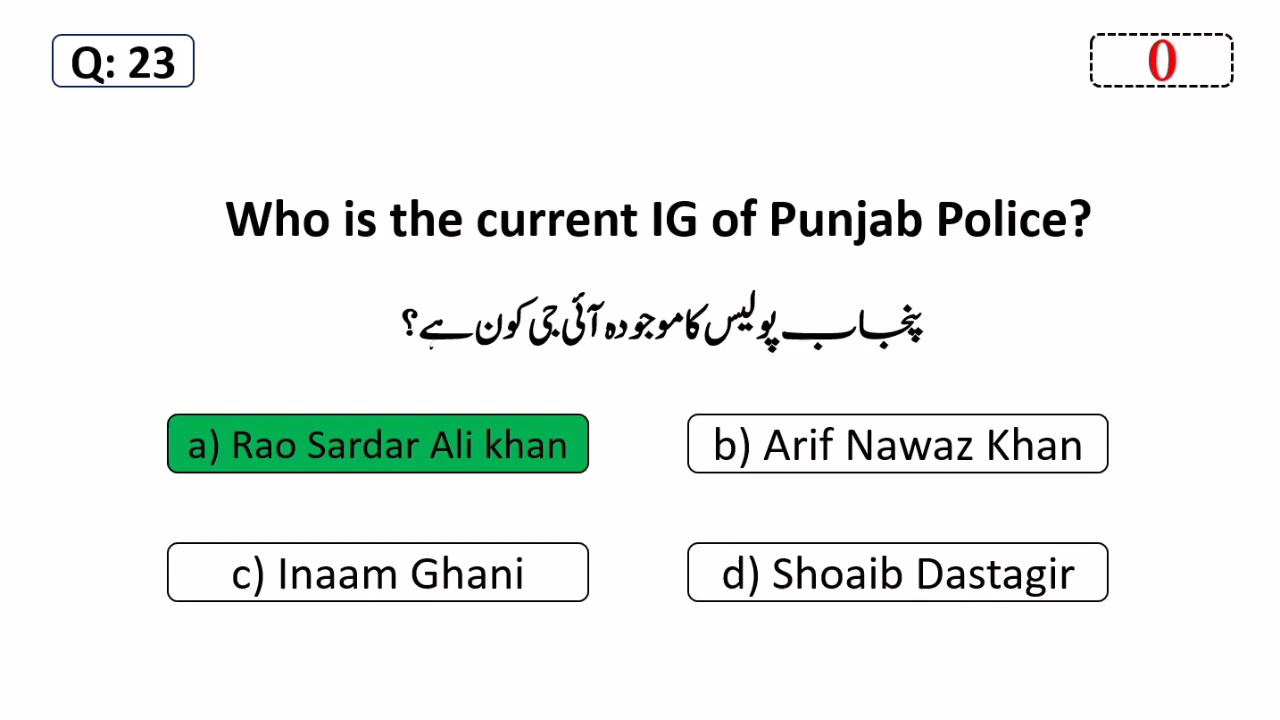 Q: 23
0
Who is the current IG of Punjab Police?
پنجاب پولیس کا موجودہ آئی جی کون ہے؟
a) Rao Sardar Ali khan
b) Arif Nawaz Khan
c) Inaam Ghani
d) Shoaib Dastagir